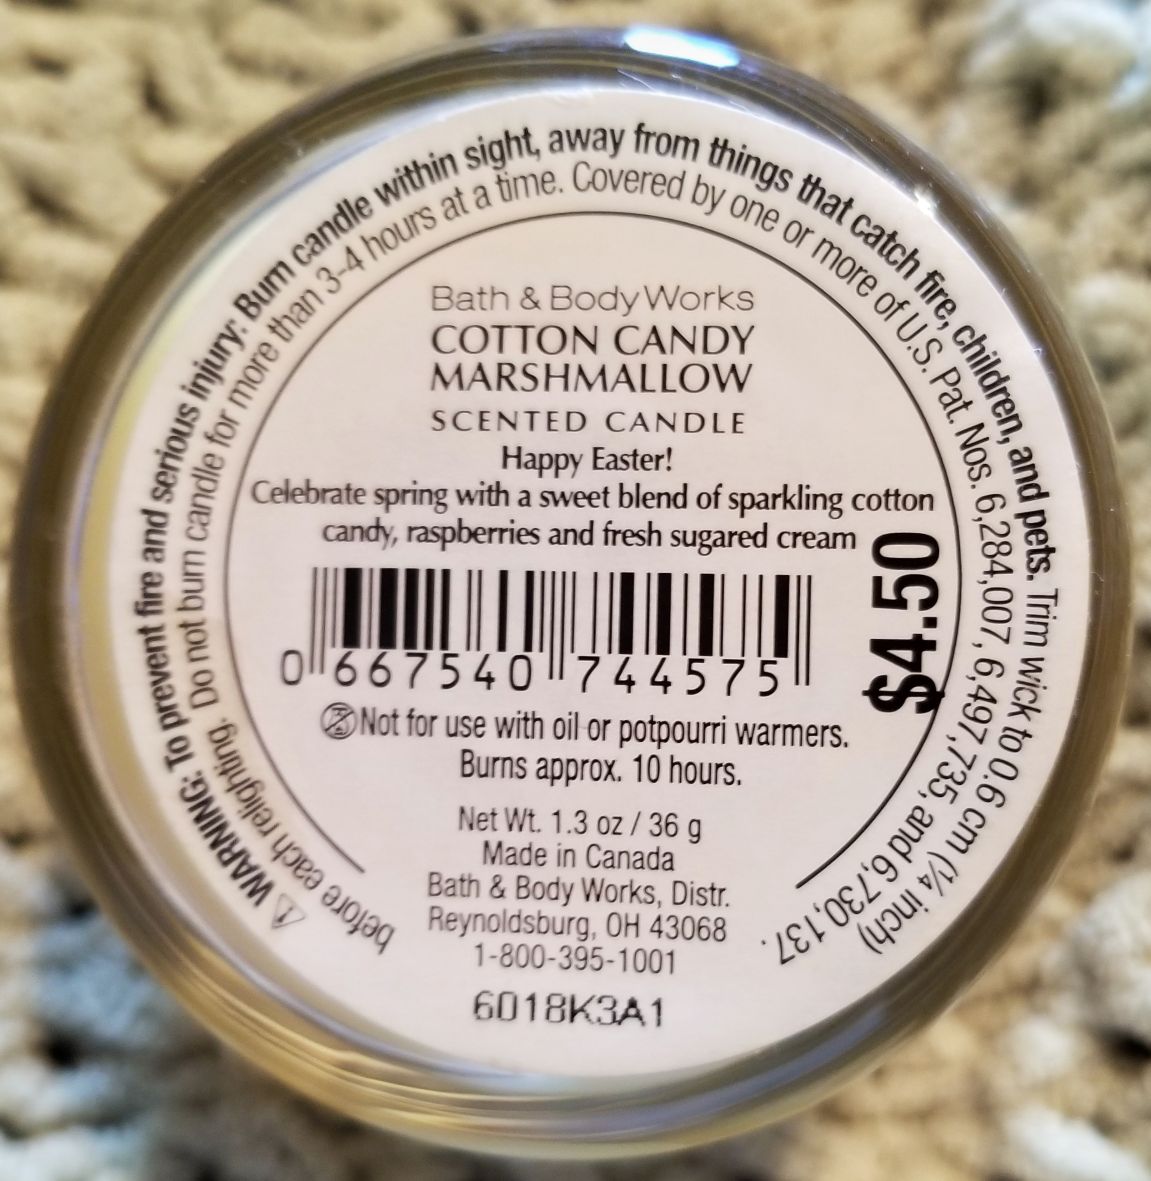 ⚠ WARNING: To prevent fire and serious injury: Burn candle within sight, away from things that catch fire, children, and pets. Trim wick to 0.6 cm (1/4 inch)
before each relighting. Do not burn candle for more than 3-4 hours at a time. Covered by one or more of U.S. Pat. Nos. 6,284,007, 6,497,735, and 6,730,137.
Bath & Body Works
COTTON CANDY
MARSHMALLOW
SCENTED CANDLE
Happy Easter!
Celebrate spring with a sweet blend of sparkling cotton
candy, raspberries and fresh sugared cream
$4.50
0 667540 744575
Not for use with oil or potpourri warmers.
Burns approx. 10 hours.
Net Wt. 1.3 oz / 36 g
Made in Canada
Bath & Body Works, Distr.
Reynoldsburg, OH 43068
1-800-395-1001
6018K3A1